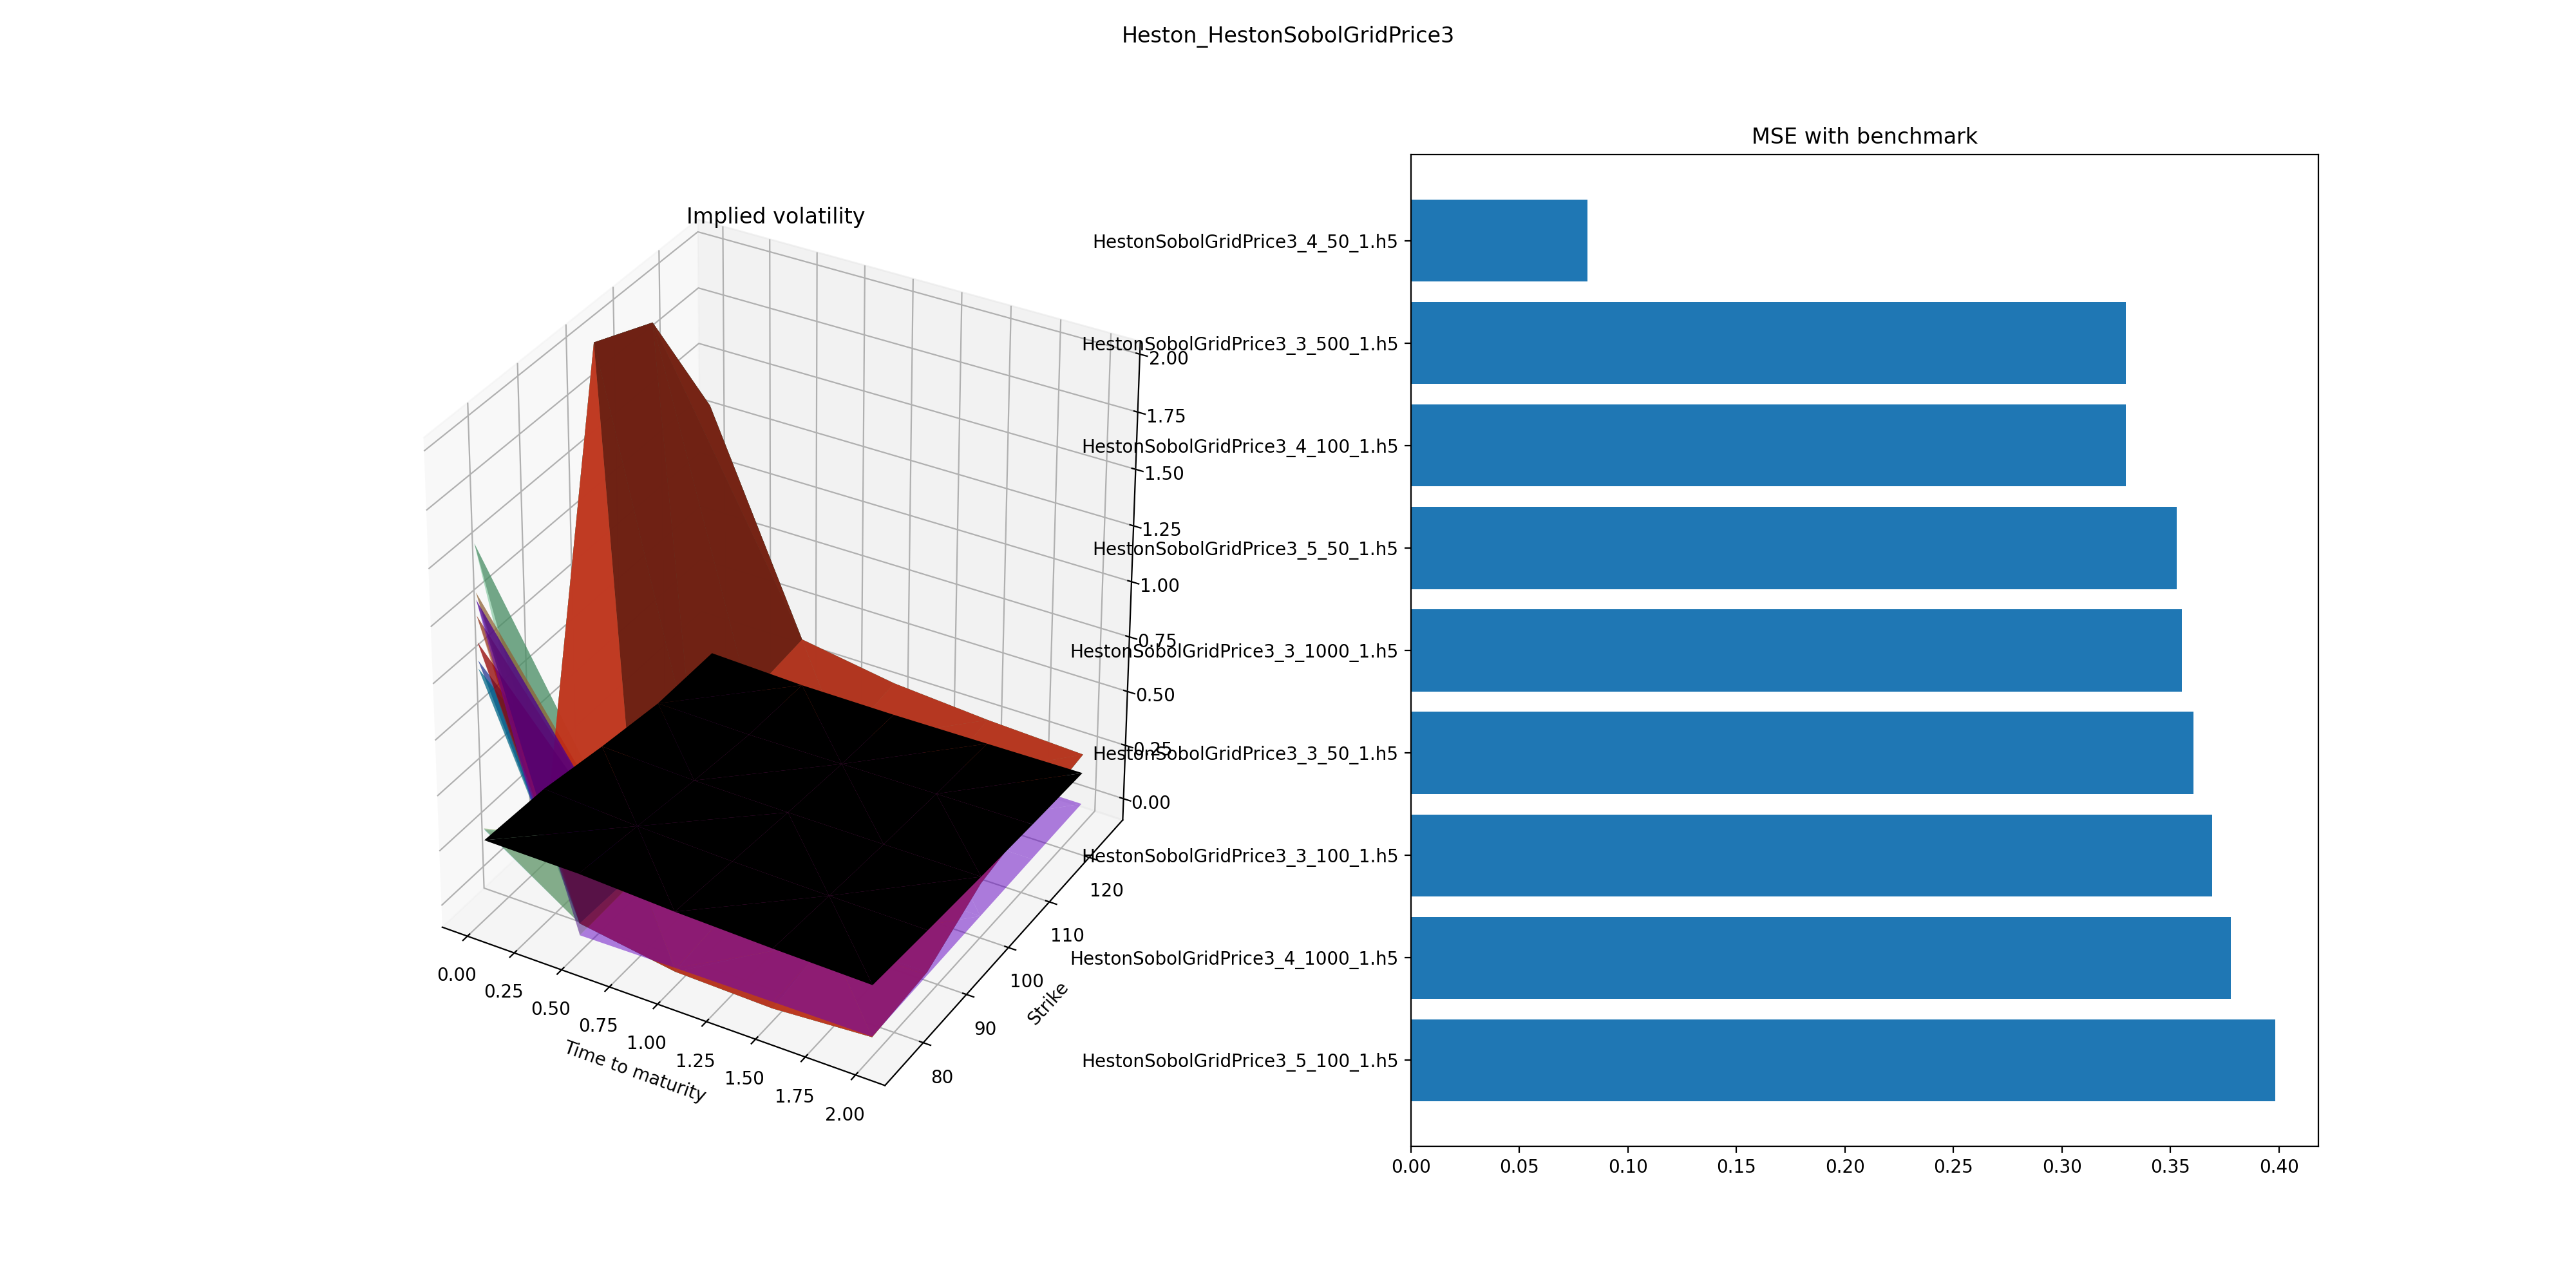 Heston_HestonSobolGridPrice3
Implied volatility
2.00
1.75
1.50
1.25
1.00
0.75
0.50
0.25
0.00
120
110
100
90
80
Strike
0.00
0.25
0.50
0.75
1.00
1.25
1.50
1.75
2.00
Time to maturity
MSE with benchmark
HestonSobolGridPrice3_4_50_1.h5
HestonSobolGridPrice3_3_500_1.h5
HestonSobolGridPrice3_4_100_1.h5
HestonSobolGridPrice3_5_50_1.h5
HestonSobolGridPrice3_3_1000_1.h5
HestonSobolGridPrice3_3_50_1.h5
HestonSobolGridPrice3_3_100_1.h5
HestonSobolGridPrice3_4_1000_1.h5
HestonSobolGridPrice3_5_100_1.h5
0.00 0.05 0.10 0.15 0.20 0.25 0.30 0.35 0.40